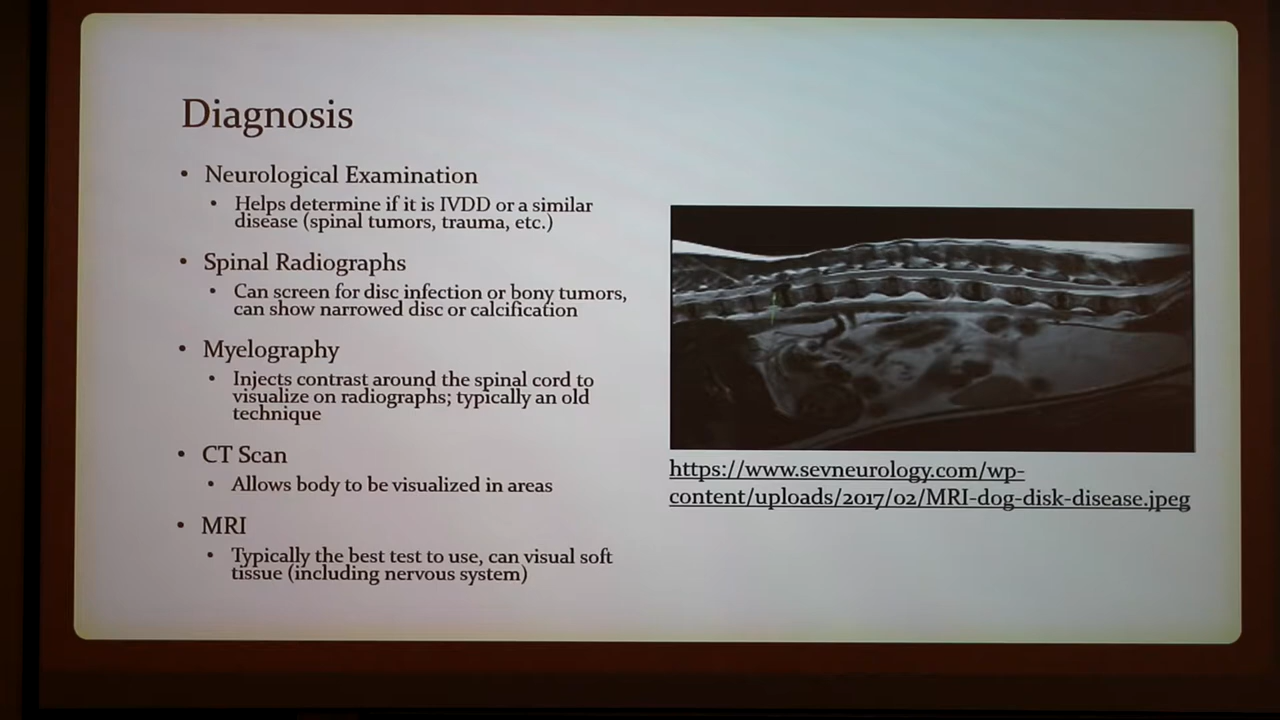 Diagnosis
• Neurological Examination
• Helps determine if it is IVDD or a similar
disease (spinal tumors, trauma, etc.)
• Spinal Radiographs
• Can screen for disc infection or bony tumors,
can show narrowed disc or calcification
• Myelography
• Injects contrast around the spinal cord to
visualize on radiographs; typically an old
technique
• CT Scan
• Allows body to be visualized in areas
• MRI
• Typically the best test to use, can visual soft
tissue (including nervous system)
https://www.sevneurology.com/wp-
content/uploads/2017/02/MRI-dog-disk-disease.jpeg